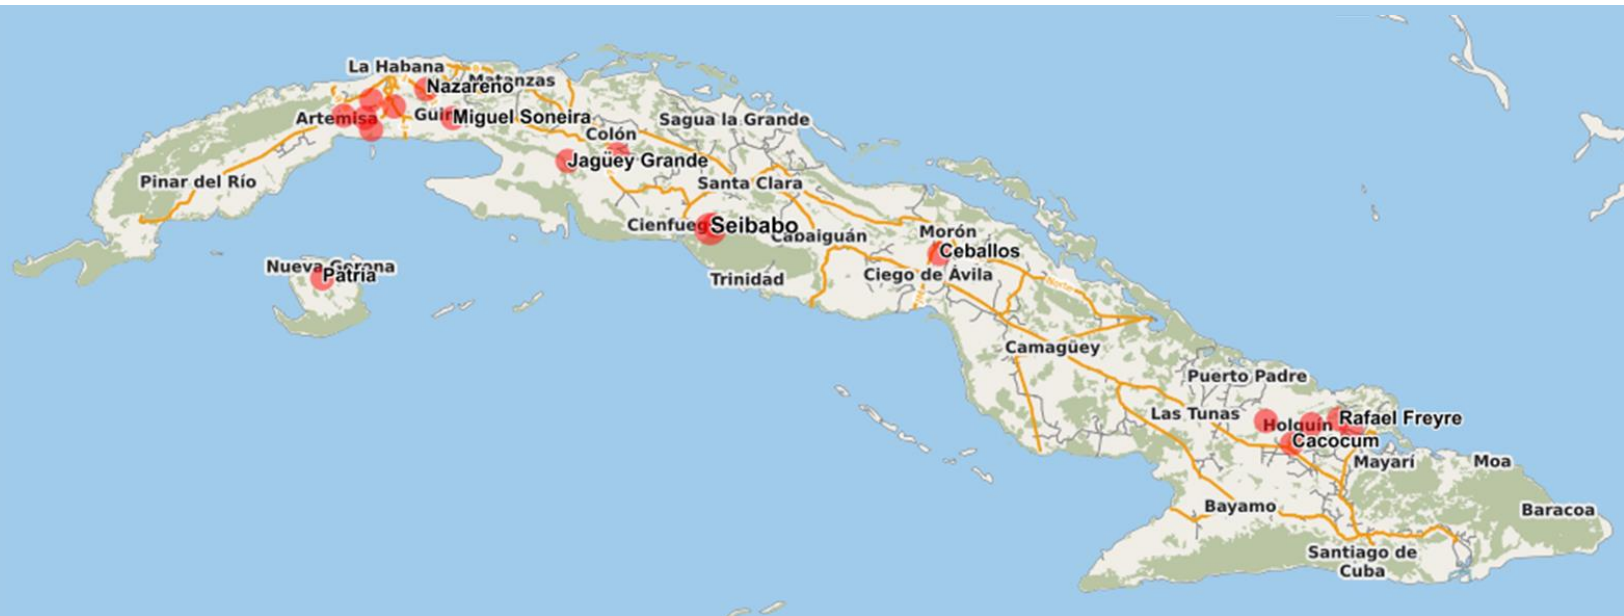 La Habana
Matanzas
Nazareno
Artemisa
Miguel Soneira
Sagua la Grande
Colón
Jagüey Grande
Pinar del Río
Santa Clara
Seibabo
Cabaiguán
Morón
Ceballos
Nueva Gerona
Patria
Trinidad
Ciego de Ávila
Norte
Camagüey
Puerto Padre
Las Tunas
Rafael Freyre
Holguín
Cacocum
Mayarí
Moa
Bayamo
Baracoa
Santiago de
Cuba